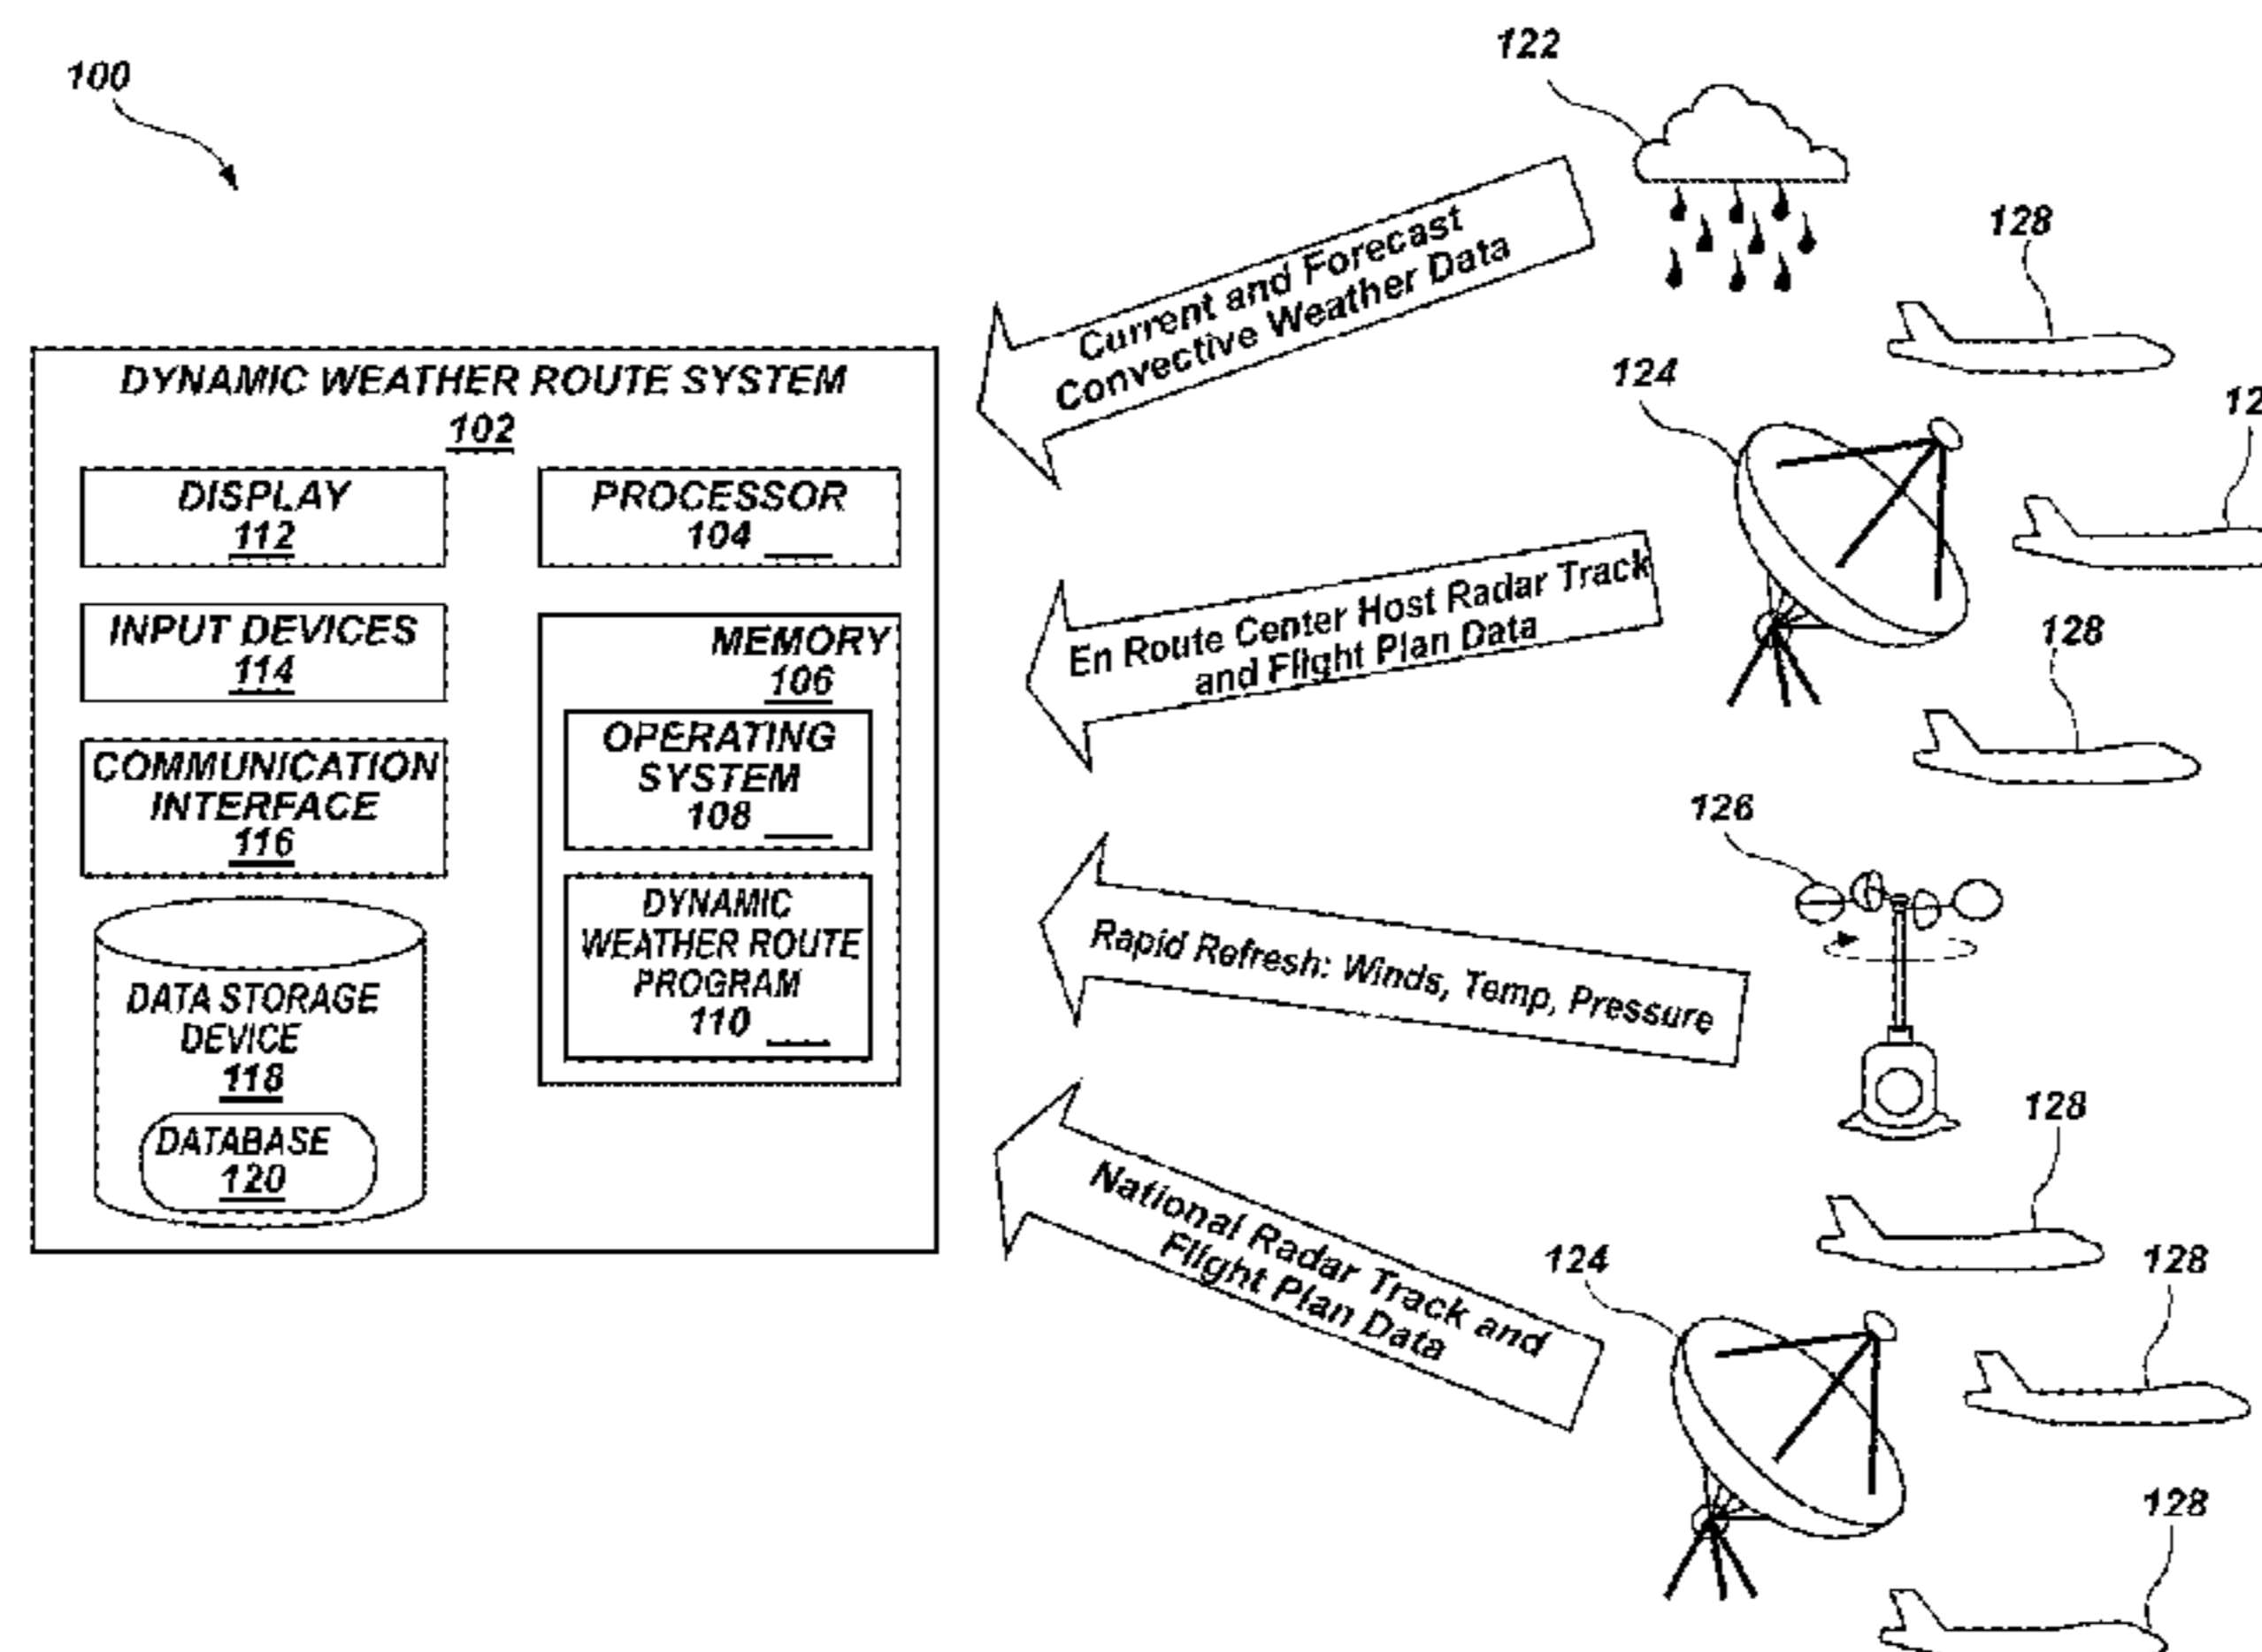 100
122
128
Current and Forecast
Convective Weather Data
124
DYNAMIC WEATHER ROUTE SYSTEM
102
DISPLAY
112
PROCESSOR
104
En Route Center Host Radar Track
and Flight Plan Data
INPUT DEVICES
114
MEMORY
106
128
OPERATING
SYSTEM
108
COMMUNICATION
INTERFACE
116
126
DYNAMIC
WEATHER ROUTE
PROGRAM
110
Rapid Refresh: Winds, Temp, Pressure
DATA STORAGE
DEVICE
118
DATABASE
120
128
National Radar Track and
Flight Plan Data
124
128
128